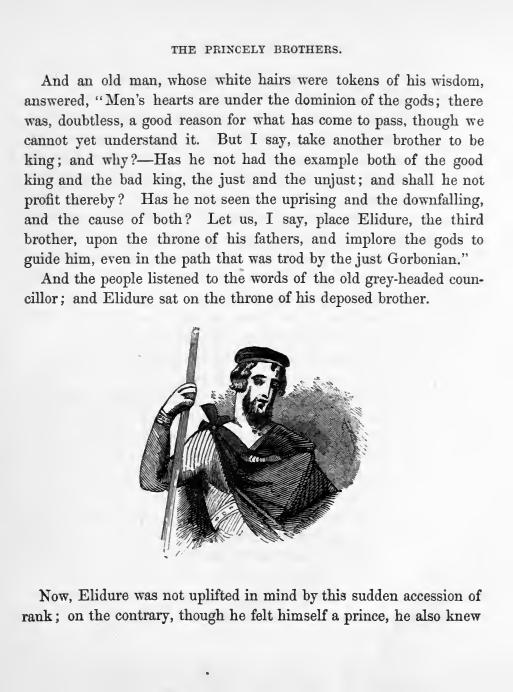 THE PRINCELY BROTHERS.
And an old man, whose white hairs were tokens of his wisdom,
answered, "Men's hearts are under the dominion of the gods; there
was, doubtless, a good reason for what has come to pass, though we
cannot yet understand it. But I say, take another brother to be
king; and why?—Has he not had the example both of the good
king and the bad king, the just and the unjust; and shall he not
profit thereby? Has he not seen the uprising and the downfalling,
and the cause of both? Let us, I say, place Elidure, the third
brother, upon the throne of his fathers, and implore the gods to
guide him, even in the path that was trod by the just Gorbonian."
And the people listened to the words of the old grey-headed coun-
cillor; and Elidure sat on the throne of his deposed brother.
Now, Elidure was not uplifted in mind by this sudden accession of
rank; on the contrary, though he felt himself a prince, he also knew